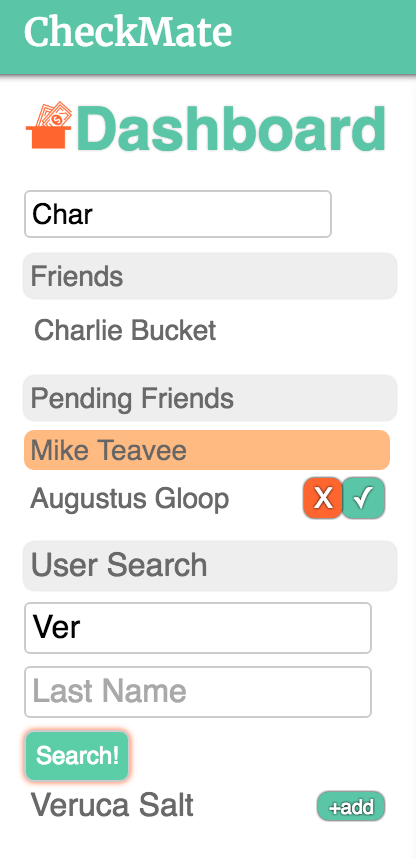 CheckMate
Dashboard
Char
Friends
Charlie Bucket
Pending Friends
Mike Teavee
Augustus Gloop X ✓
User Search
Ver
Last Name
Search!
Veruca Salt +add